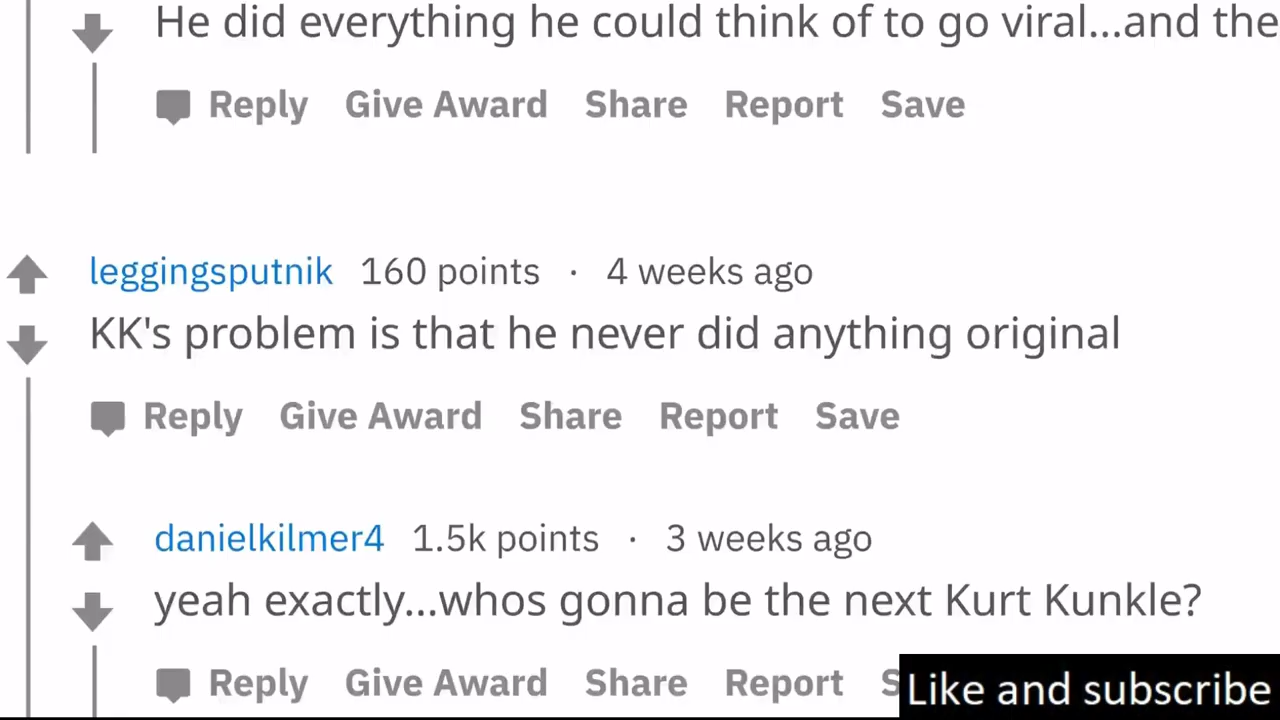 He did everything he could think of to go viral...and the
Reply Give Award Share Report Save
leggingsputnik 160 points · 4 weeks ago
KK's problem is that he never did anything original
Reply Give Award Share Report Save
danielkilmer4 1.5k points · 3 weeks ago
yeah exactly...whos gonna be the next Kurt Kunkle?
Reply Give Award Share Report S
Like and subscribe